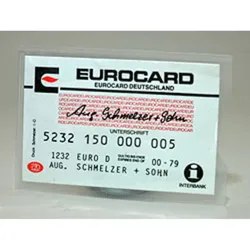 EUROCARD
EUROCARD DEUTSCHLAND
Aug. Schmelzer + Sohn
UNTERSCHRIFT
5232 150 000 005
1232 EURO D 00-79
AUG. SCHMELZER + SOHN
INTERBANK